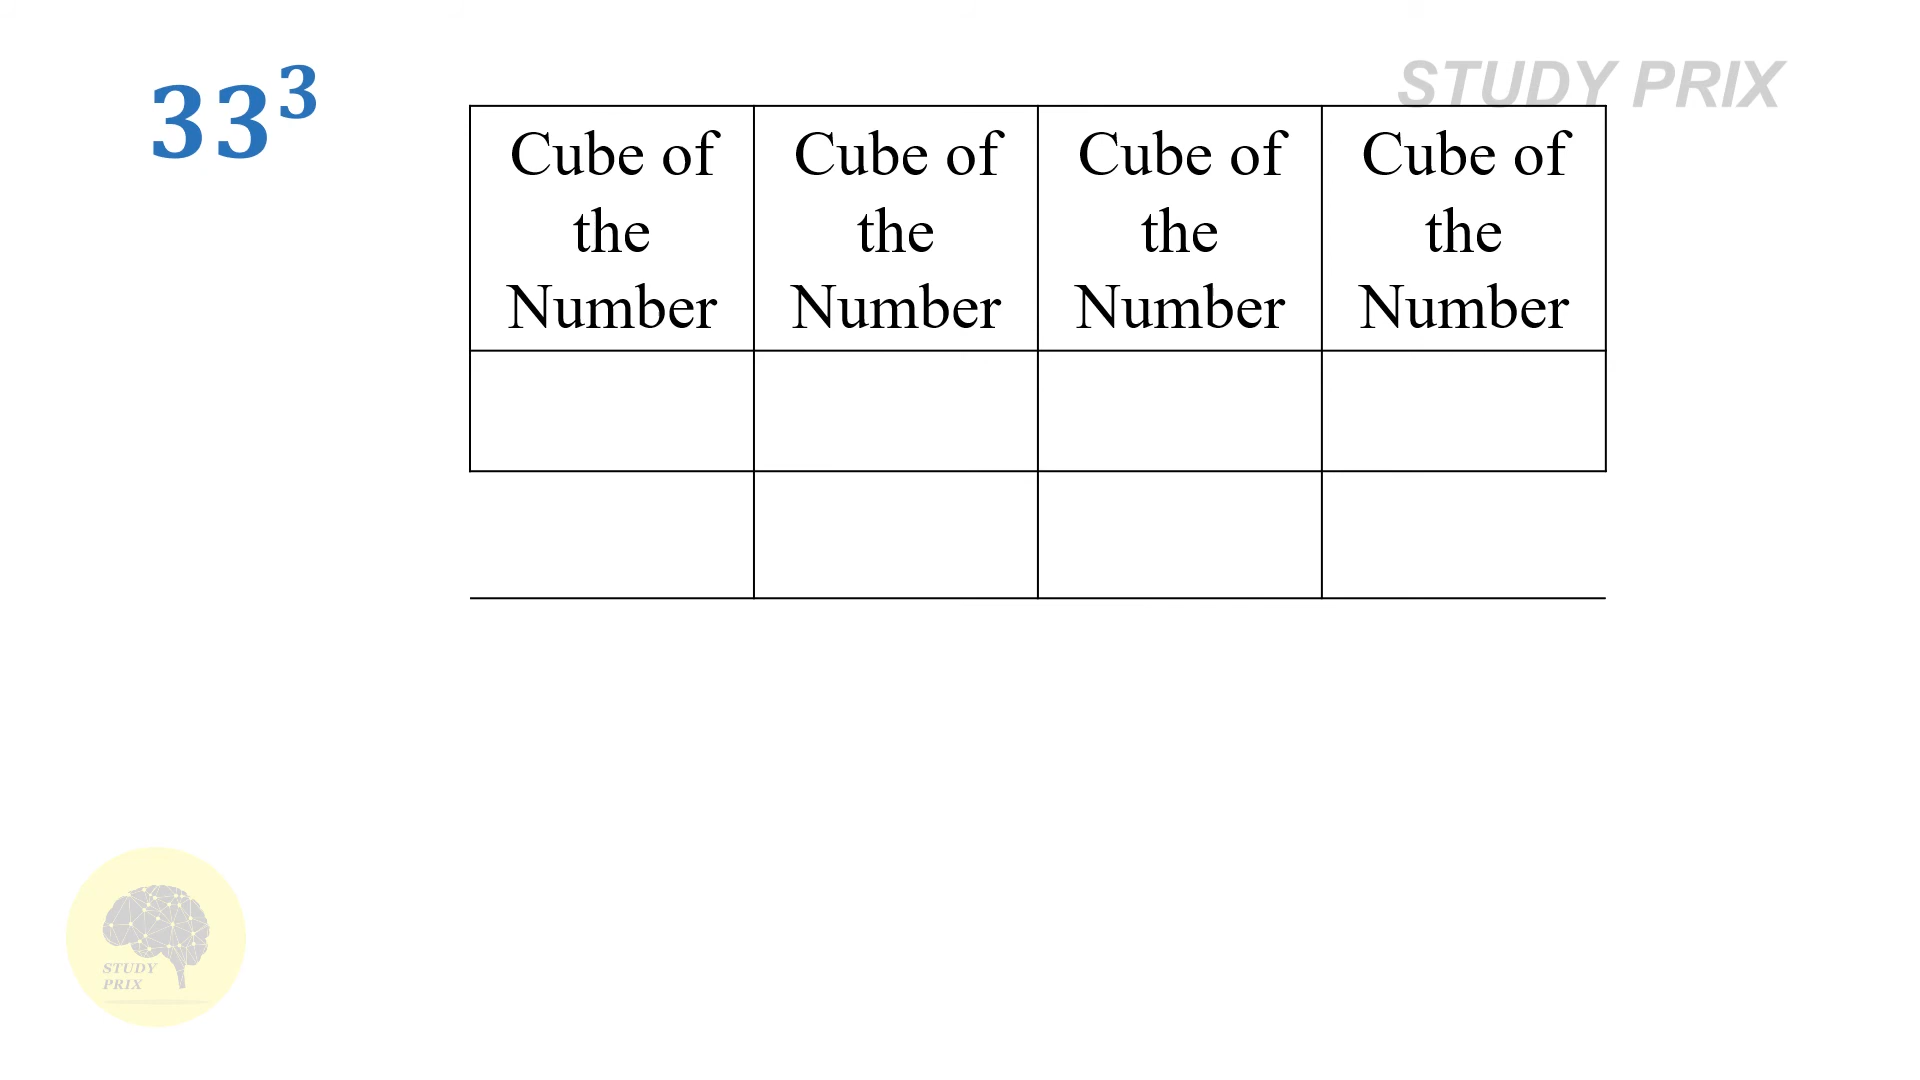 33³
STUDY PRIX
Cube of the Number
Cube of the Number
Cube of the Number
Cube of the Number
STUDY
PRIX